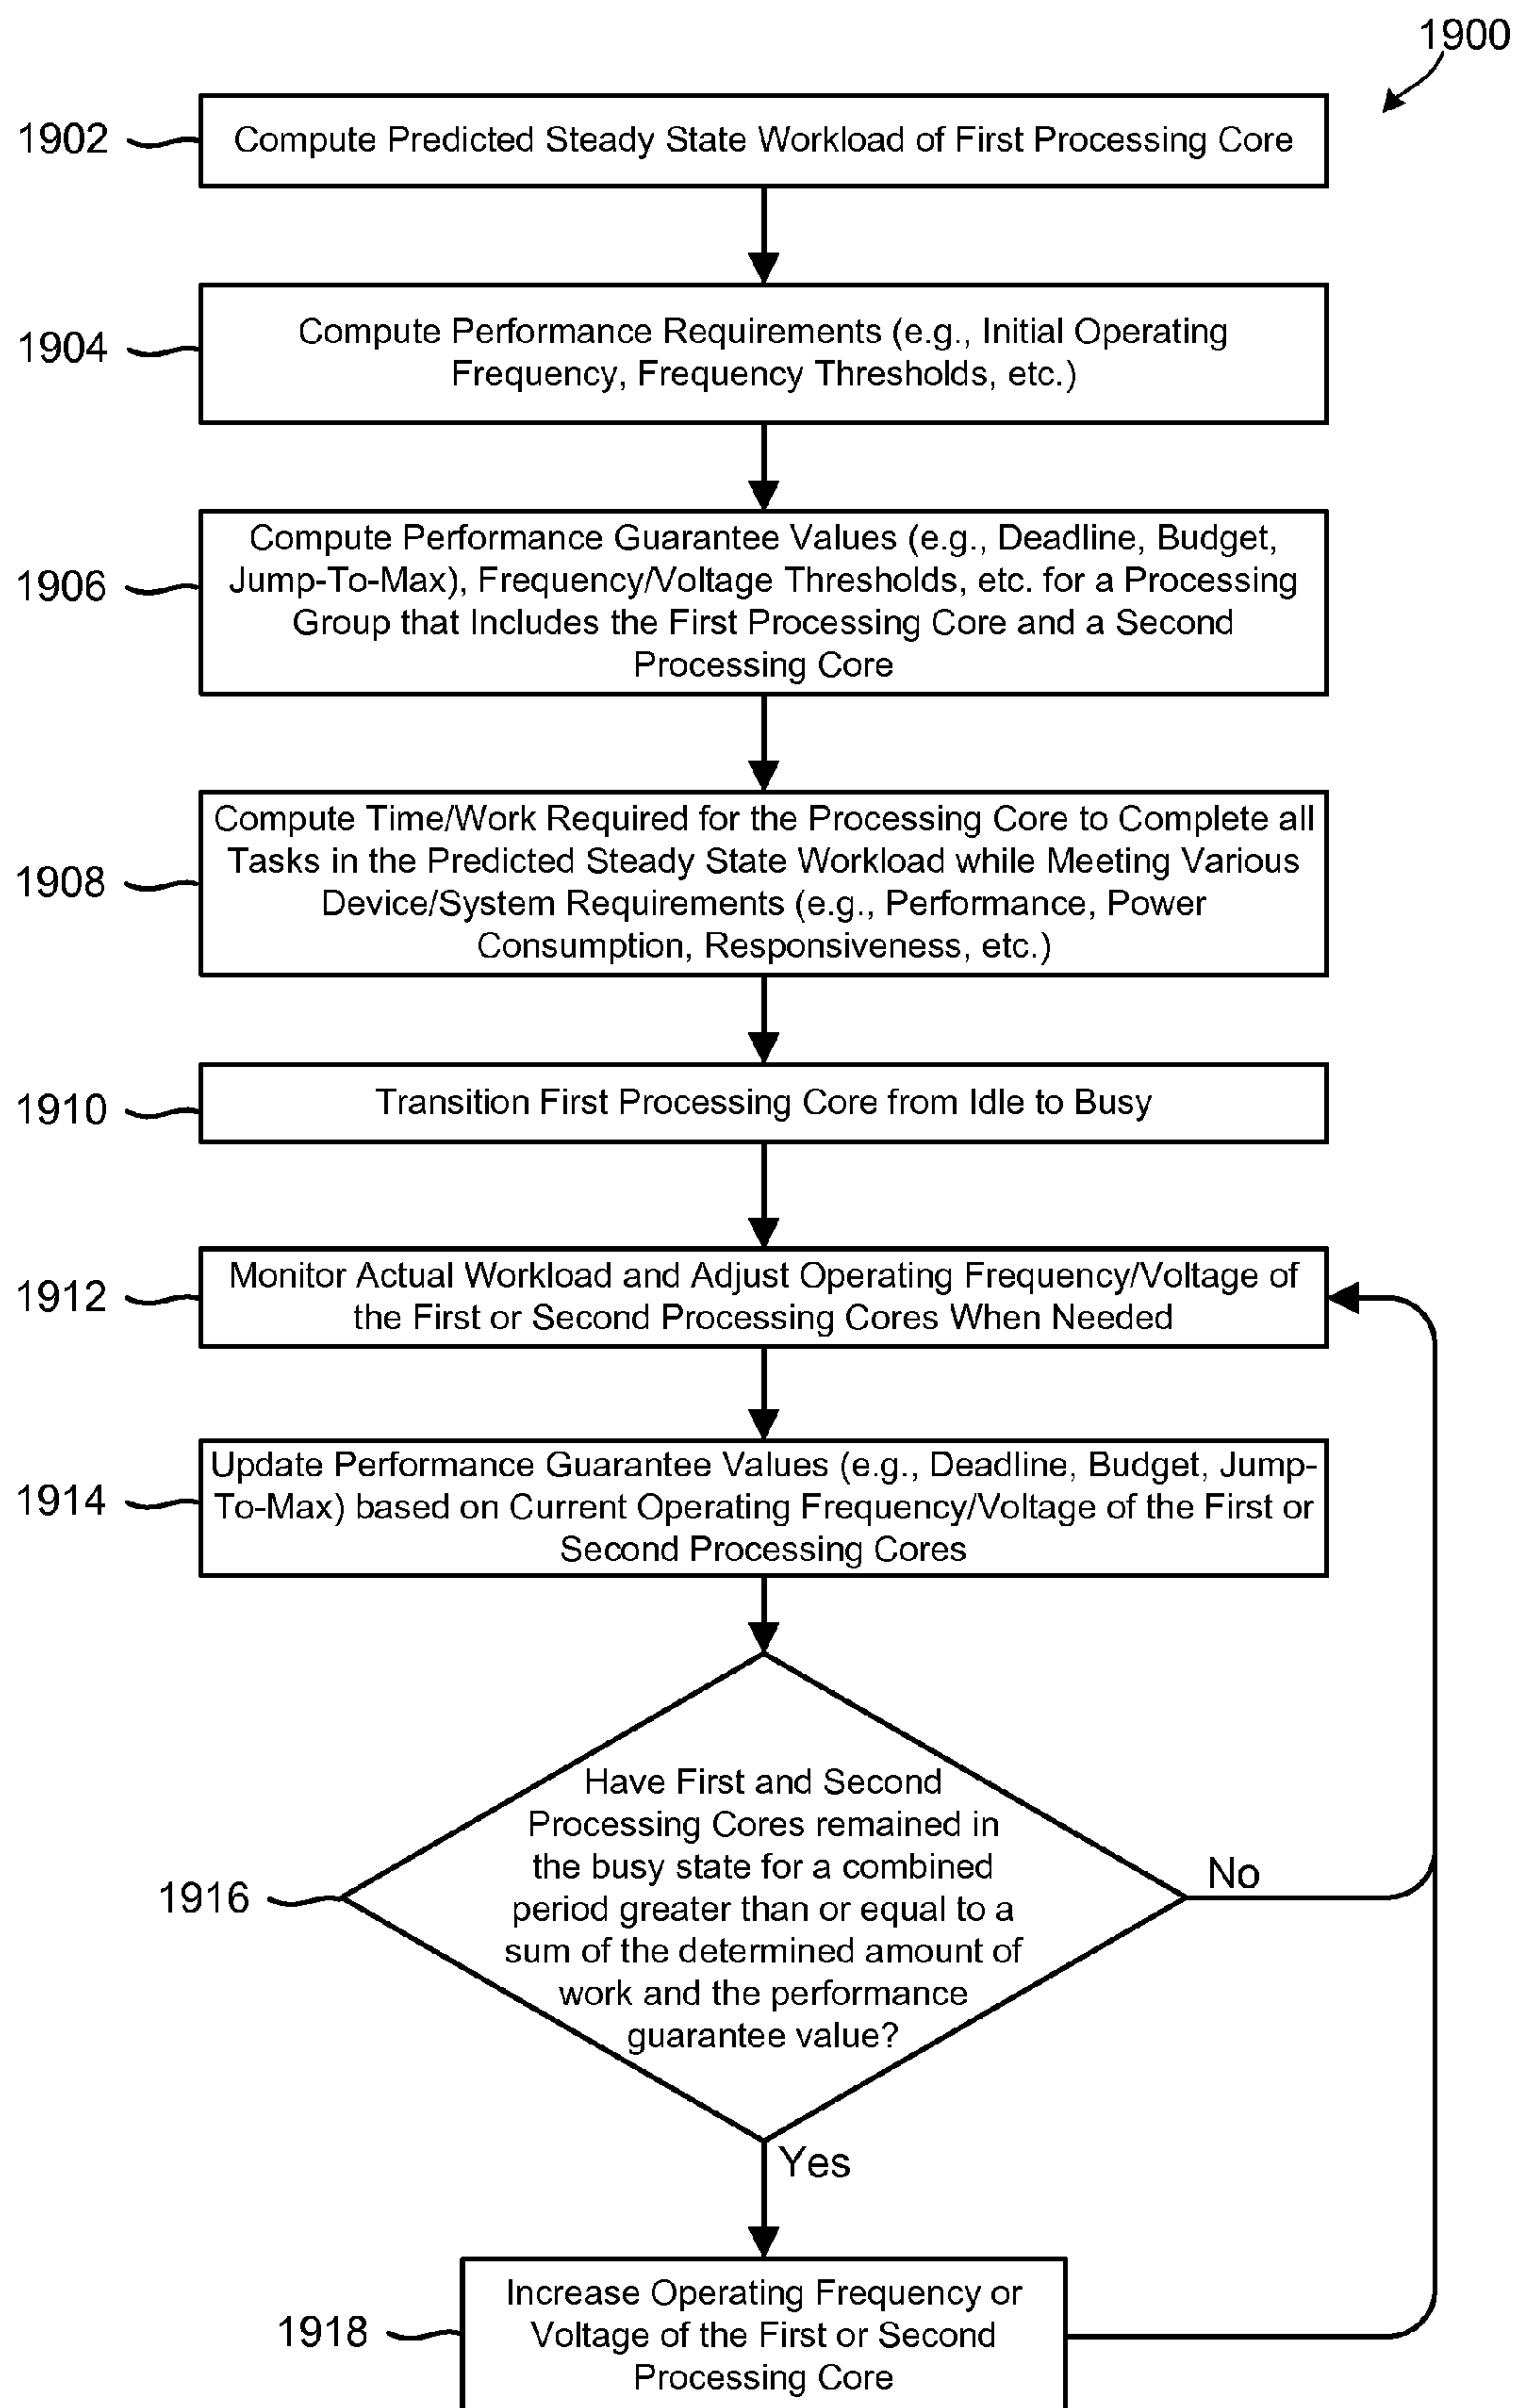 1900
1902
Compute Predicted Steady State Workload of First Processing Core
1904
Compute Performance Requirements (e.g., Initial Operating
Frequency, Frequency Thresholds, etc.)
1906
Compute Performance Guarantee Values (e.g., Deadline, Budget,
Jump-To-Max), Frequency/Voltage Thresholds, etc. for a Processing
Group that Includes the First Processing Core and a Second
Processing Core
1908
Compute Time/Work Required for the Processing Core to Complete all
Tasks in the Predicted Steady State Workload while Meeting Various
Device/System Requirements (e.g., Performance, Power
Consumption, Responsiveness, etc.)
1910
Transition First Processing Core from Idle to Busy
1912
Monitor Actual Workload and Adjust Operating Frequency/Voltage of
the First or Second Processing Cores When Needed
1914
Update Performance Guarantee Values (e.g., Deadline, Budget, Jump-
To-Max) based on Current Operating Frequency/Voltage of the First or
Second Processing Cores
1916
Have First and Second
Processing Cores remained in
the busy state for a combined
period greater than or equal to a
sum of the determined amount of
work and the performance
guarantee value?
No
Yes
1918
Increase Operating Frequency or
Voltage of the First or Second
Processing Core